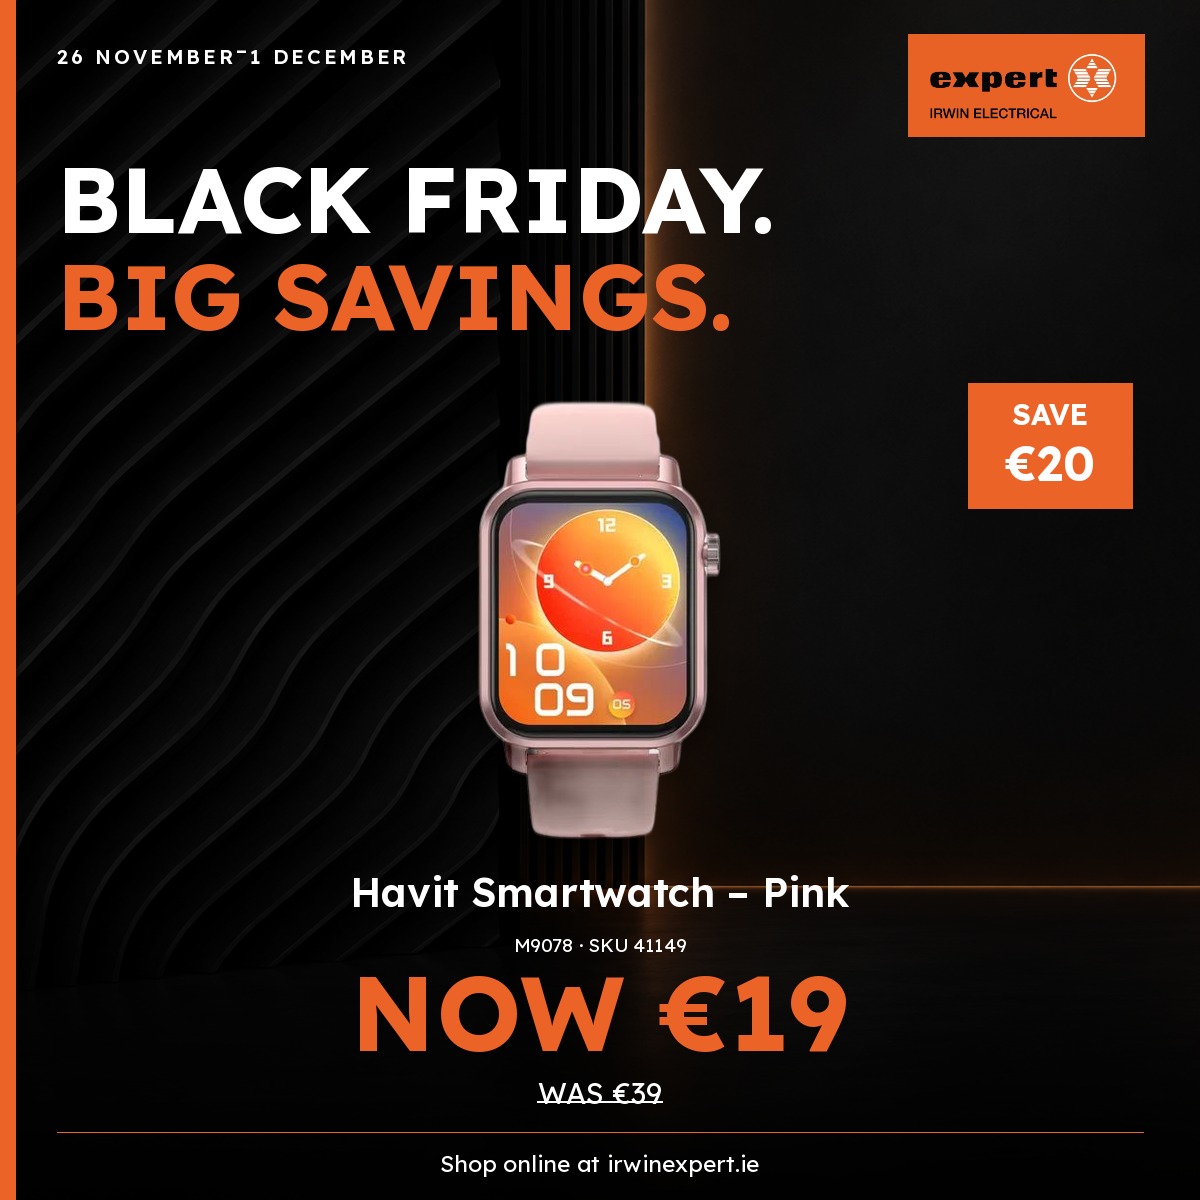 26 NOVEMBER–1 DECEMBER
expert
IRWIN ELECTRICAL
BLACK FRIDAY.
BIG SAVINGS.
SAVE
€20
12
9
3
6
10
09
05
Havit Smartwatch – Pink
M9078 · SKU 41149
NOW €19
WAS €39
Shop online at irwinexpert.ie